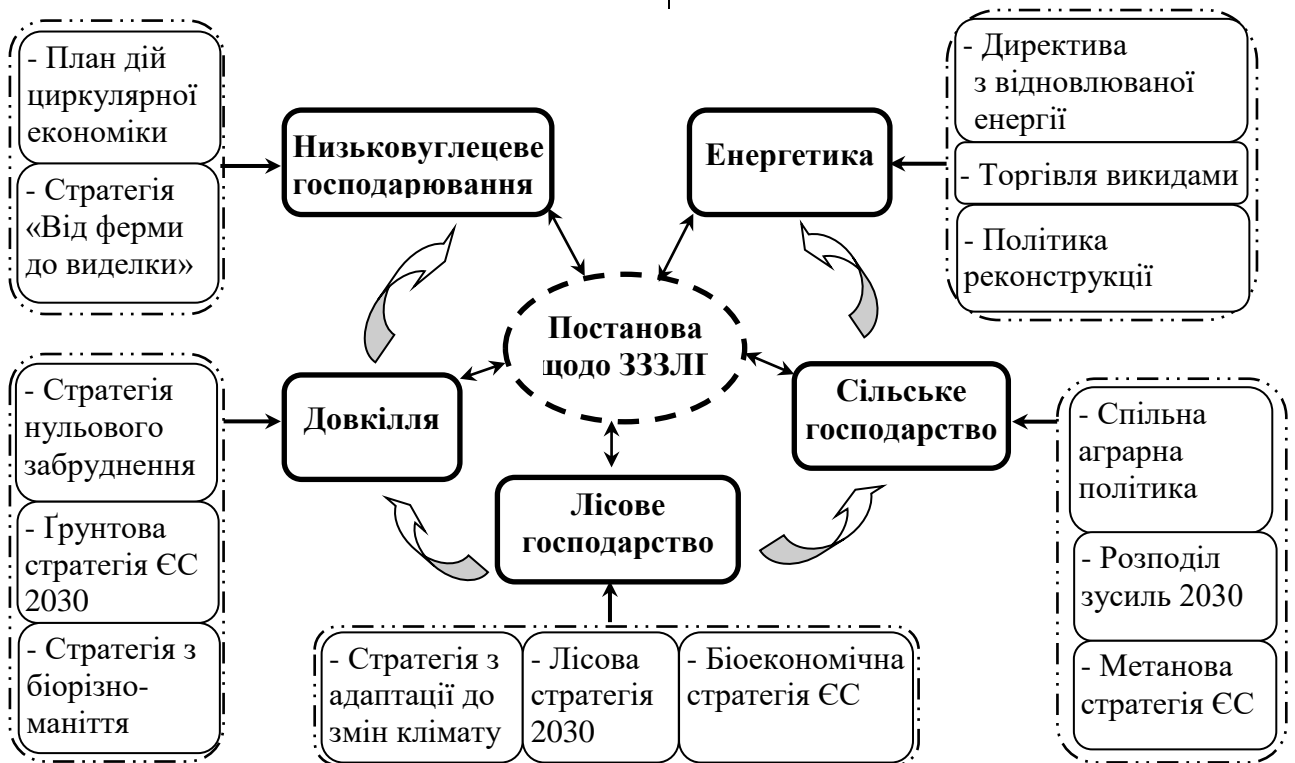 - План дій
циркулярної
економіки
- Стратегія
«Від ферми
до виделки»
Низьковуглецеве
господарювання
Енергетика
- Директива
з відновлюваної
енергії
- Торгівля викидами
- Політика
реконструкції
Постанова
щодо ЗЗЗЛГ
- Стратегія
нульового
забруднення
- Ґрунтова
стратегія ЄС
2030
- Стратегія з
біорізно-
маніття
Довкілля
Лісове
господарство
Сільське
господарство
- Спільна
аграрна
політика
- Розподіл
зусиль 2030
- Метанова
стратегія ЄС
- Стратегія з
адаптації до
змін клімату
- Лісова
стратегія
2030
- Біоекономічна
стратегія ЄС